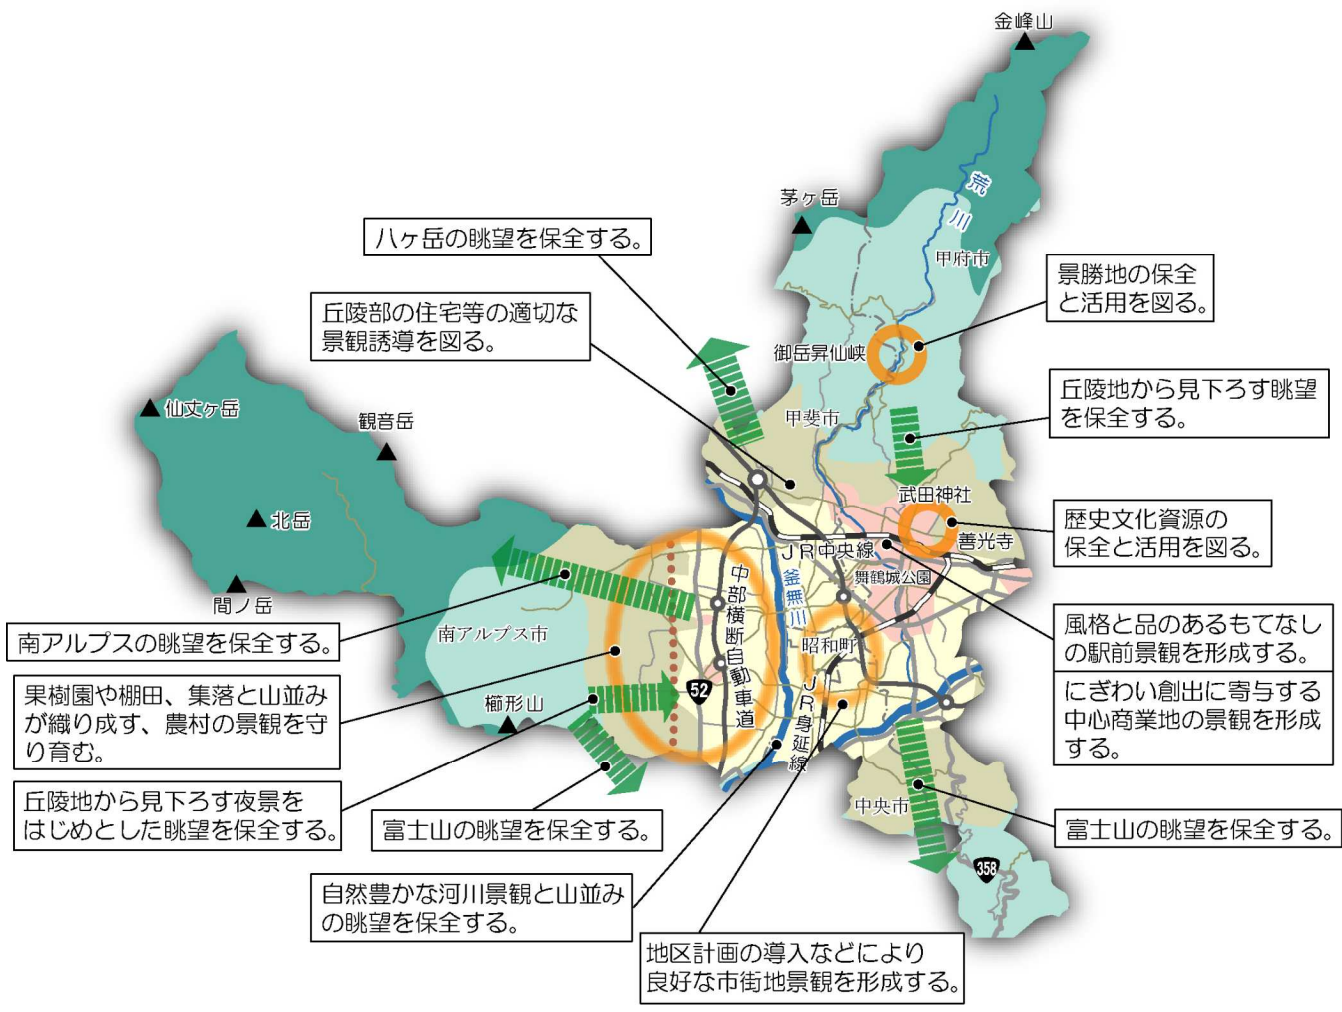 金峰山
茅ヶ岳
荒川
甲府市
八ヶ岳の眺望を保全する。
景勝地の保全
と活用を図る。
丘陵部の住宅等の適切な
景観誘導を図る。
御岳昇仙峡
丘陵地から見下ろす眺望
を保全する。
仙丈ヶ岳
観音岳
甲斐市
北岳
武田神社
善光寺
歴史文化資源の
保全と活用を図る。
JR中央線
舞鶴城公園
間ノ岳
中部横断自動車道
釜無川
南アルプス市
昭和町
南アルプスの眺望を保全する。
風格と品のあるもてなし
の駅前景観を形成する。
果樹園や棚田、集落と山並み
が織り成す、農村の景観を守
り育む。
櫛形山
52
JR身延線
にぎわい創出に寄与する
中心商業地の景観を形成
する。
丘陵地から見下ろす夜景を
はじめとした眺望を保全する。
富士山の眺望を保全する。
中央市
富士山の眺望を保全する。
358
自然豊かな河川景観と山並み
の眺望を保全する。
地区計画の導入などにより
良好な市街地景観を形成する。